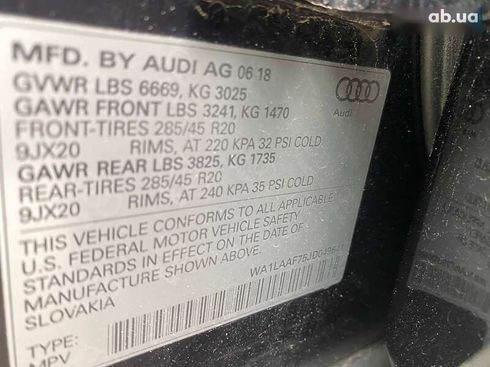 ab.ua
MFD. BY AUDI AG 06 18
GVWR LBS 6669, KG 3025
GAWR FRONT LBS 3241, KG 1470
FRONT-TIRES 285/45 R20
9JX20 RIMS, AT 220 KPA 32 PSI COLD
GAWR REAR LBS 3825, KG 1735
REAR-TIRES 285/45 R20
9JX20 RIMS, AT 240 KPA 35 PSI COLD
Audi
THIS VEHICLE CONFORMS TO ALL APPLICABLE
U.S. FEDERAL MOTOR VEHICLE SAFETY
STANDARDS IN EFFECT ON THE DATE OF
MANUFACTURE SHOWN ABOVE.
SLOVAKIA
TYPE:
MPV